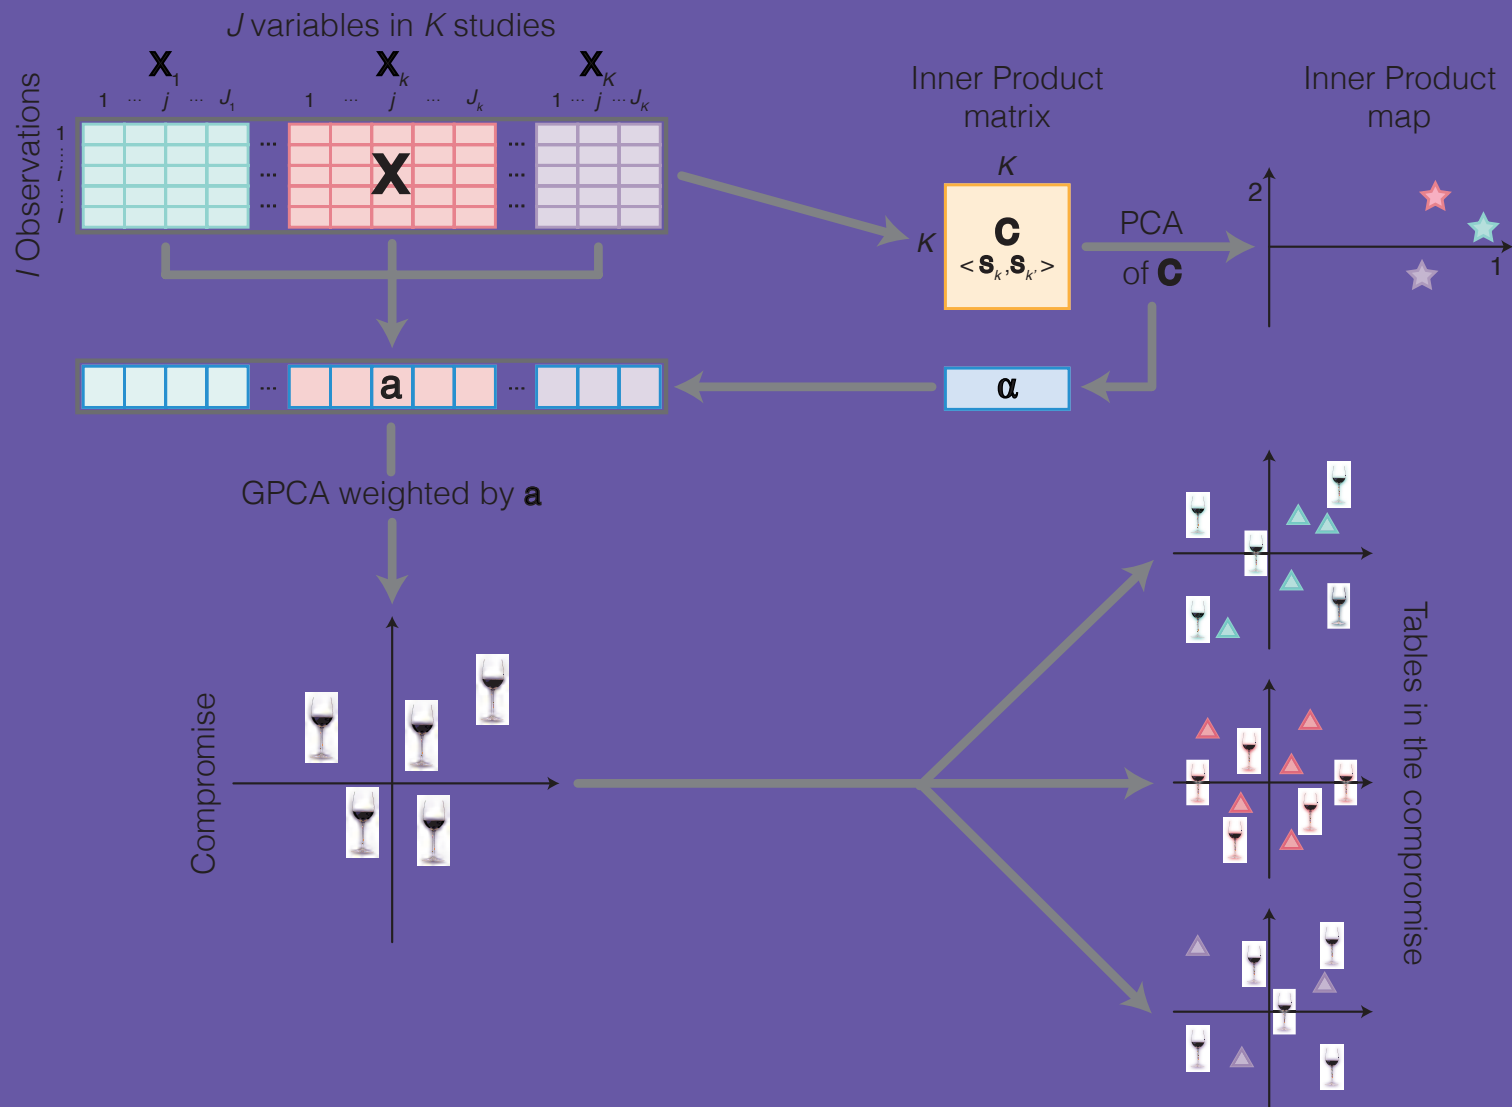 J variables in K studies
X1
Xk
XK
1 ... j ... J1
1 ... j ... Jk
1 ... j ... JK
I Observations
1
...
i
...
I
...
...
X
...
...
...
...
Inner Product
matrix
K
K
C
< Sk, Sk' >
PCA
of C
Inner Product
map
2
1
...
a
...
α
GPCA weighted by a
Compromise
Tables in the compromise